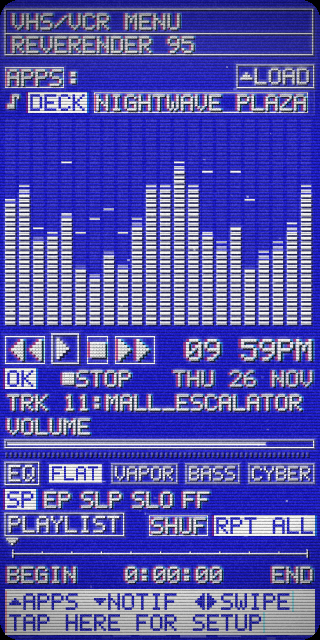 VHS/VCR MENU
REVERENDER 95
APPS: LOAD
DECK NIGHTWAVE PLAZA
09 59PM
OK STOP THU 26 NOV
TRK 11:MALL_ESCALATOR
VOLUME
EQ FLAT VAPOR BASS CYBER
SP EP SLP SLO FF
PLAYLIST SHUF RPT ALL
BEGIN 0:00:00 END
APPS NOTIF SWIPE
TAP HERE FOR SETUP